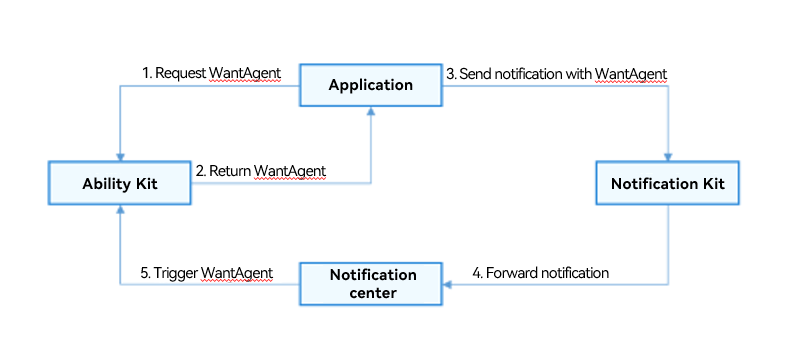 1. Request WantAgent
Application
3. Send notification with WantAgent
2. Return WantAgent
Ability Kit
Notification Kit
5. Trigger WantAgent
Notification
center
4. Forward notification